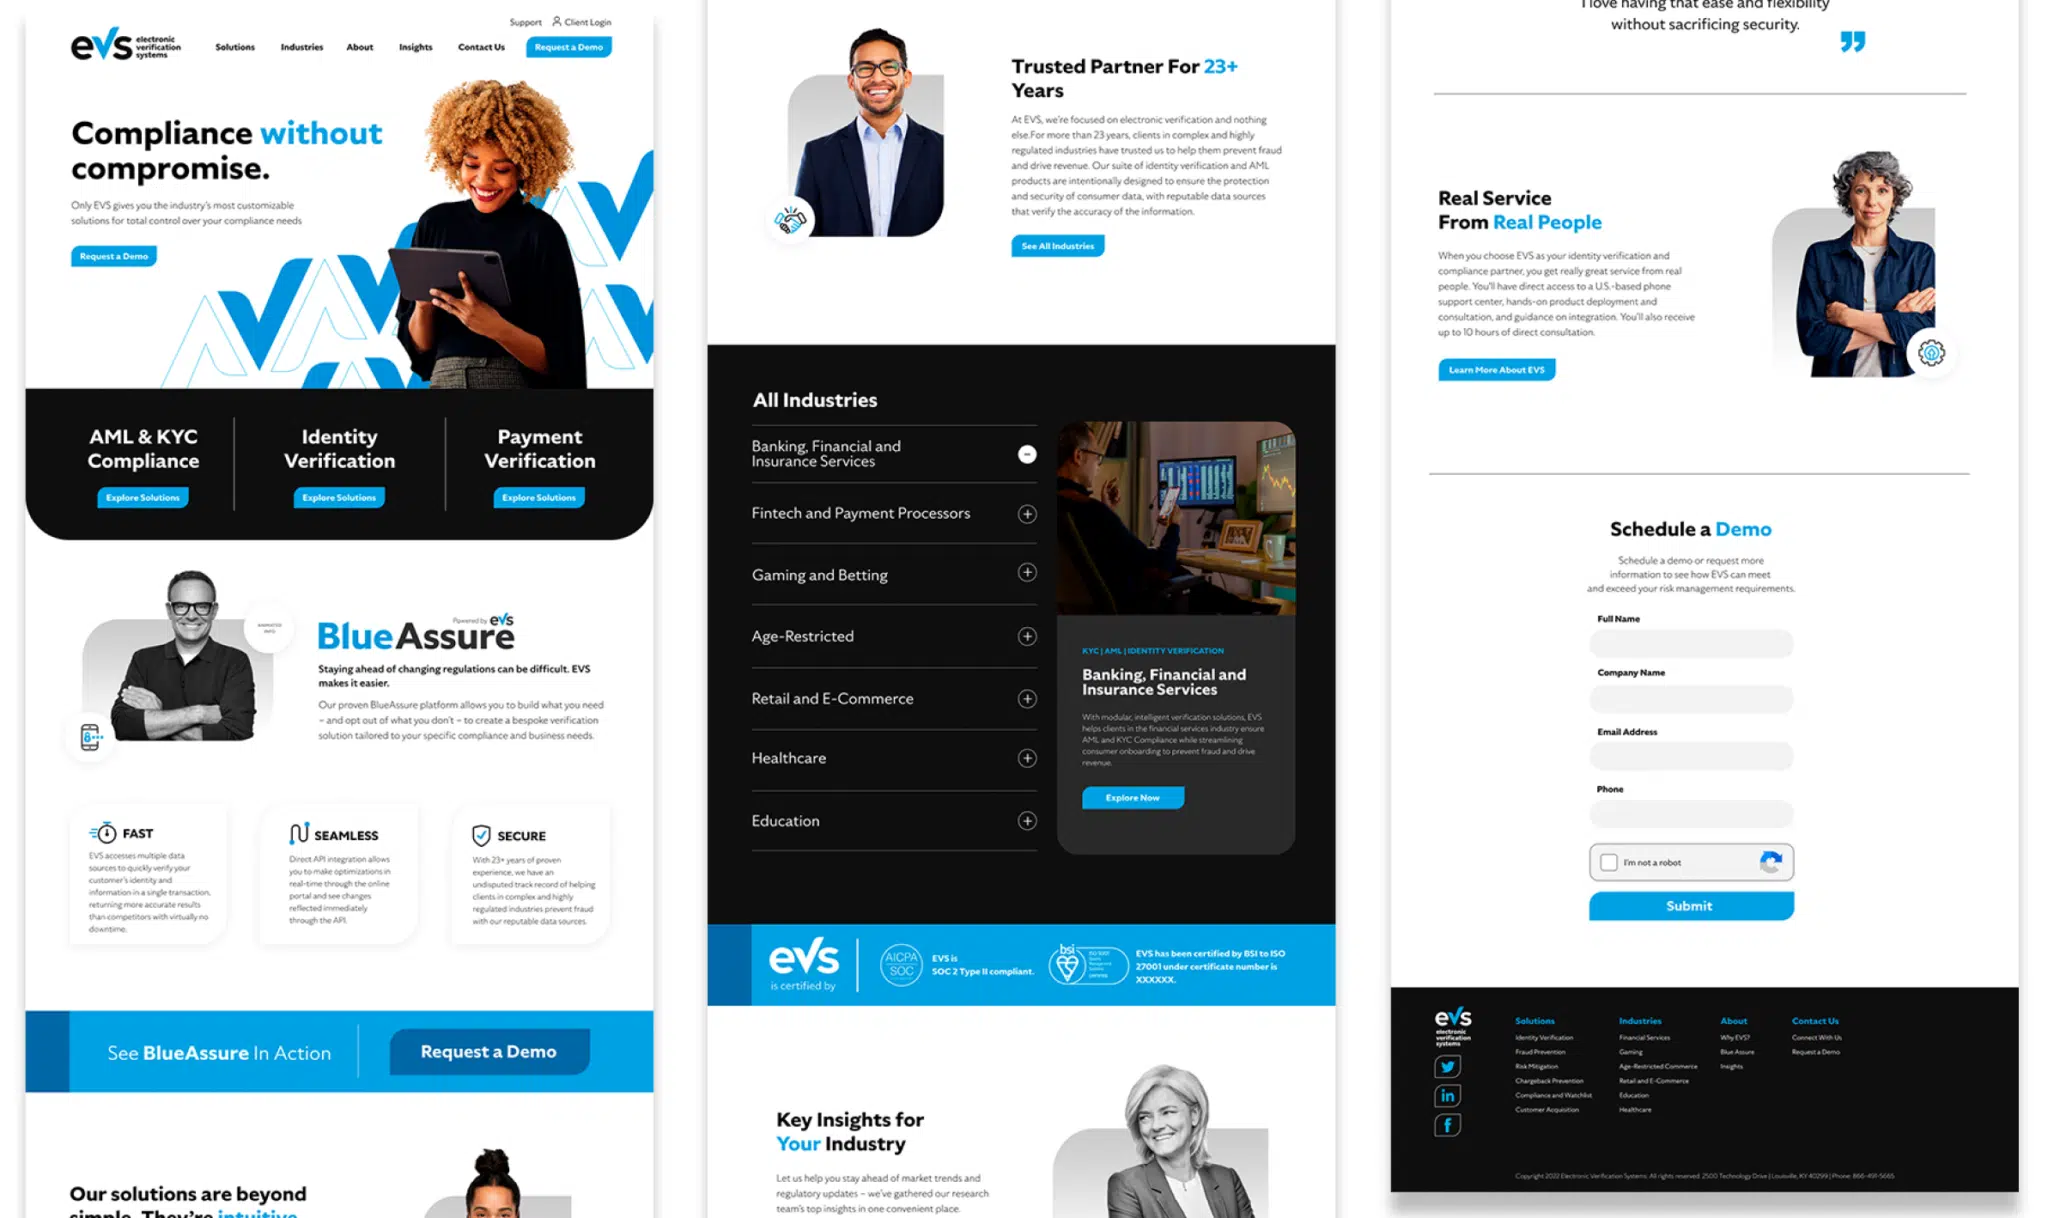 Support Client Login
evs electronic
verification
systems
Solutions Industries About Insights Contact Us Request a Demo
Compliance without
compromise.
Only EVS gives you the industry's most customizable
solutions for total control over your compliance needs
Request a Demo
AML & KYC
Compliance
Explore Solutions
Identity
Verification
Explore Solutions
Payment
Verification
Explore Solutions
ANIMATED
INFO
Powered by evs
BlueAssure
Staying ahead of changing regulations can be difficult. EVS
makes it easier.
Our proven BlueAssure platform allows you to build what you need
– and opt out of what you don't – to create a bespoke verification
solution tailored to your specific compliance and business needs.
FAST
EVS accesses multiple data
sources to quickly verify your
customer's identity and
information in a single transaction,
returning more accurate results
than competitors with virtually no
downtime.
SEAMLESS
Direct API integration allows
you to make optimizations in
real-time through the online
portal and see changes
reflected immediately
through the API.
SECURE
With 23+ years of proven
experience, we have an
undisputed track record of helping
clients in complex and highly
regulated industries prevent fraud
with our reputable data sources.
See BlueAssure In Action
Request a Demo
Our solutions are beyond
simple. They're intuitive
Trusted Partner For 23+
Years
At EVS, we're focused on electronic verification and nothing
else.For more than 23 years, clients in complex and highly
regulated industries have trusted us to help them prevent fraud
and drive revenue. Our suite of identity verification and AML
products are intentionally designed to ensure the protection
and security of consumer data, with reputable data sources
that verify the accuracy of the information.
See All Industries
All Industries
Banking, Financial and
Insurance Services
Fintech and Payment Processors
Gaming and Betting
Age-Restricted
Retail and E-Commerce
Healthcare
Education
KYC | AML | IDENTITY VERIFICATION
Banking, Financial and
Insurance Services
With modular, intelligent verification solutions, EVS
helps clients in the financial services industry ensure
AML and KYC Compliance while streamlining
consumer onboarding to prevent fraud and drive
revenue.
Explore Now
evs
is certified by
AICPA
SOC
EVS is
SOC 2 Type II compliant.
bsi
EVS has been certified by BSI to ISO
27001 under certificate number is
XXXXXX.
Key Insights for
Your Industry
Let us help you stay ahead of market trends and
regulatory updates – we've gathered our research
team's top insights in one convenient place.
I love having that ease and flexibility
without sacrificing security.
”
Real Service
From Real People
When you choose EVS as your identity verification and
compliance partner, you get really great service from real
people. You'll have direct access to a U.S.-based phone
support center, hands-on product deployment and
consultation, and guidance on integration. You'll also receive
up to 10 hours of direct consultation.
Learn More About EVS
Schedule a Demo
Schedule a demo or request more
information to see how EVS can meet
and exceed your risk management requirements.
Full Name
Company Name
Email Address
Phone
I'm not a robot
Submit
evs
electronic
verification
systems
in
f
Solutions
Identity Verification
Fraud Prevention
Risk Mitigation
Chargeback Prevention
Compliance and Watchlist
Customer Acquisition
Industries
Financial Services
Gaming
Age-Restricted Commerce
Retail and E-Commerce
Education
Healthcare
About
Why EVS?
Blue Assure
Insights
Contact Us
Connect With Us
Request a Demo
Copyright 2022 Electronic Verification Systems. All rights reserved. 2500 Technology Drive | Louisville, KY 40299 | Phone: 866-491-5665